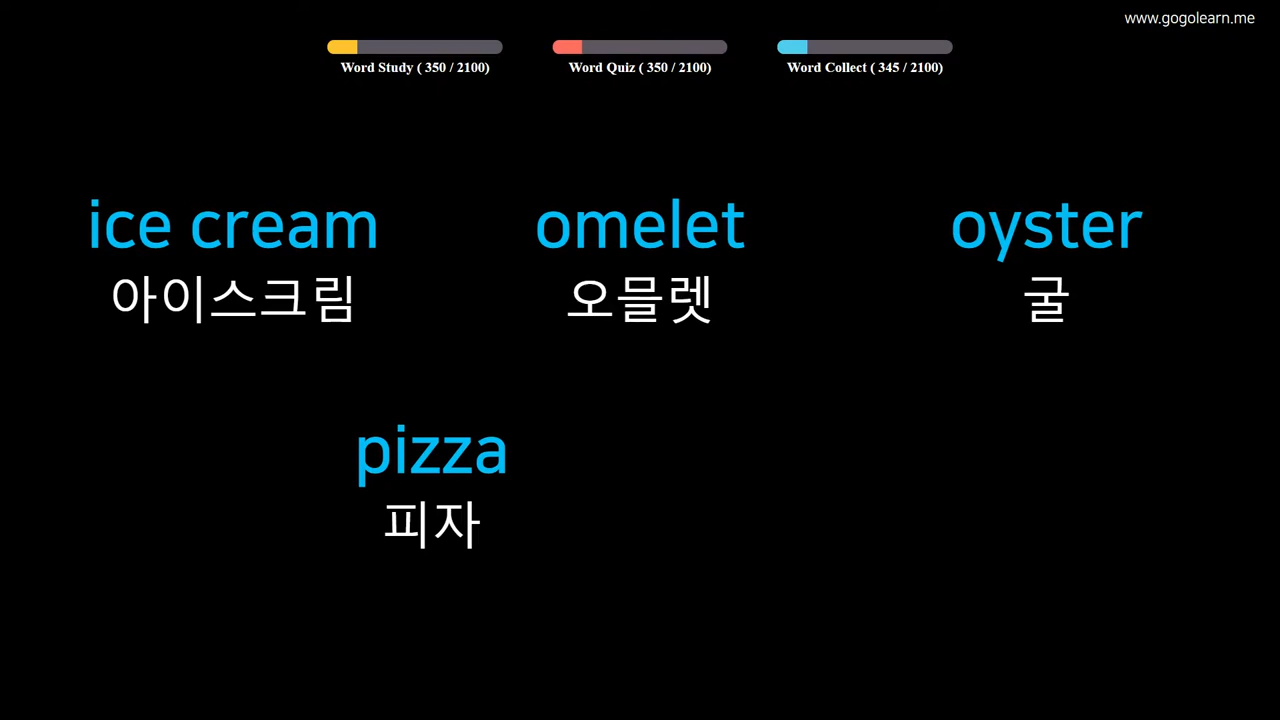 www.gogolearn.me
Word Study ( 350 / 2100)
Word Quiz ( 350 / 2100)
Word Collect ( 345 / 2100)
ice cream
아이스크림
omelet
오믈렛
oyster
굴
pizza
피자